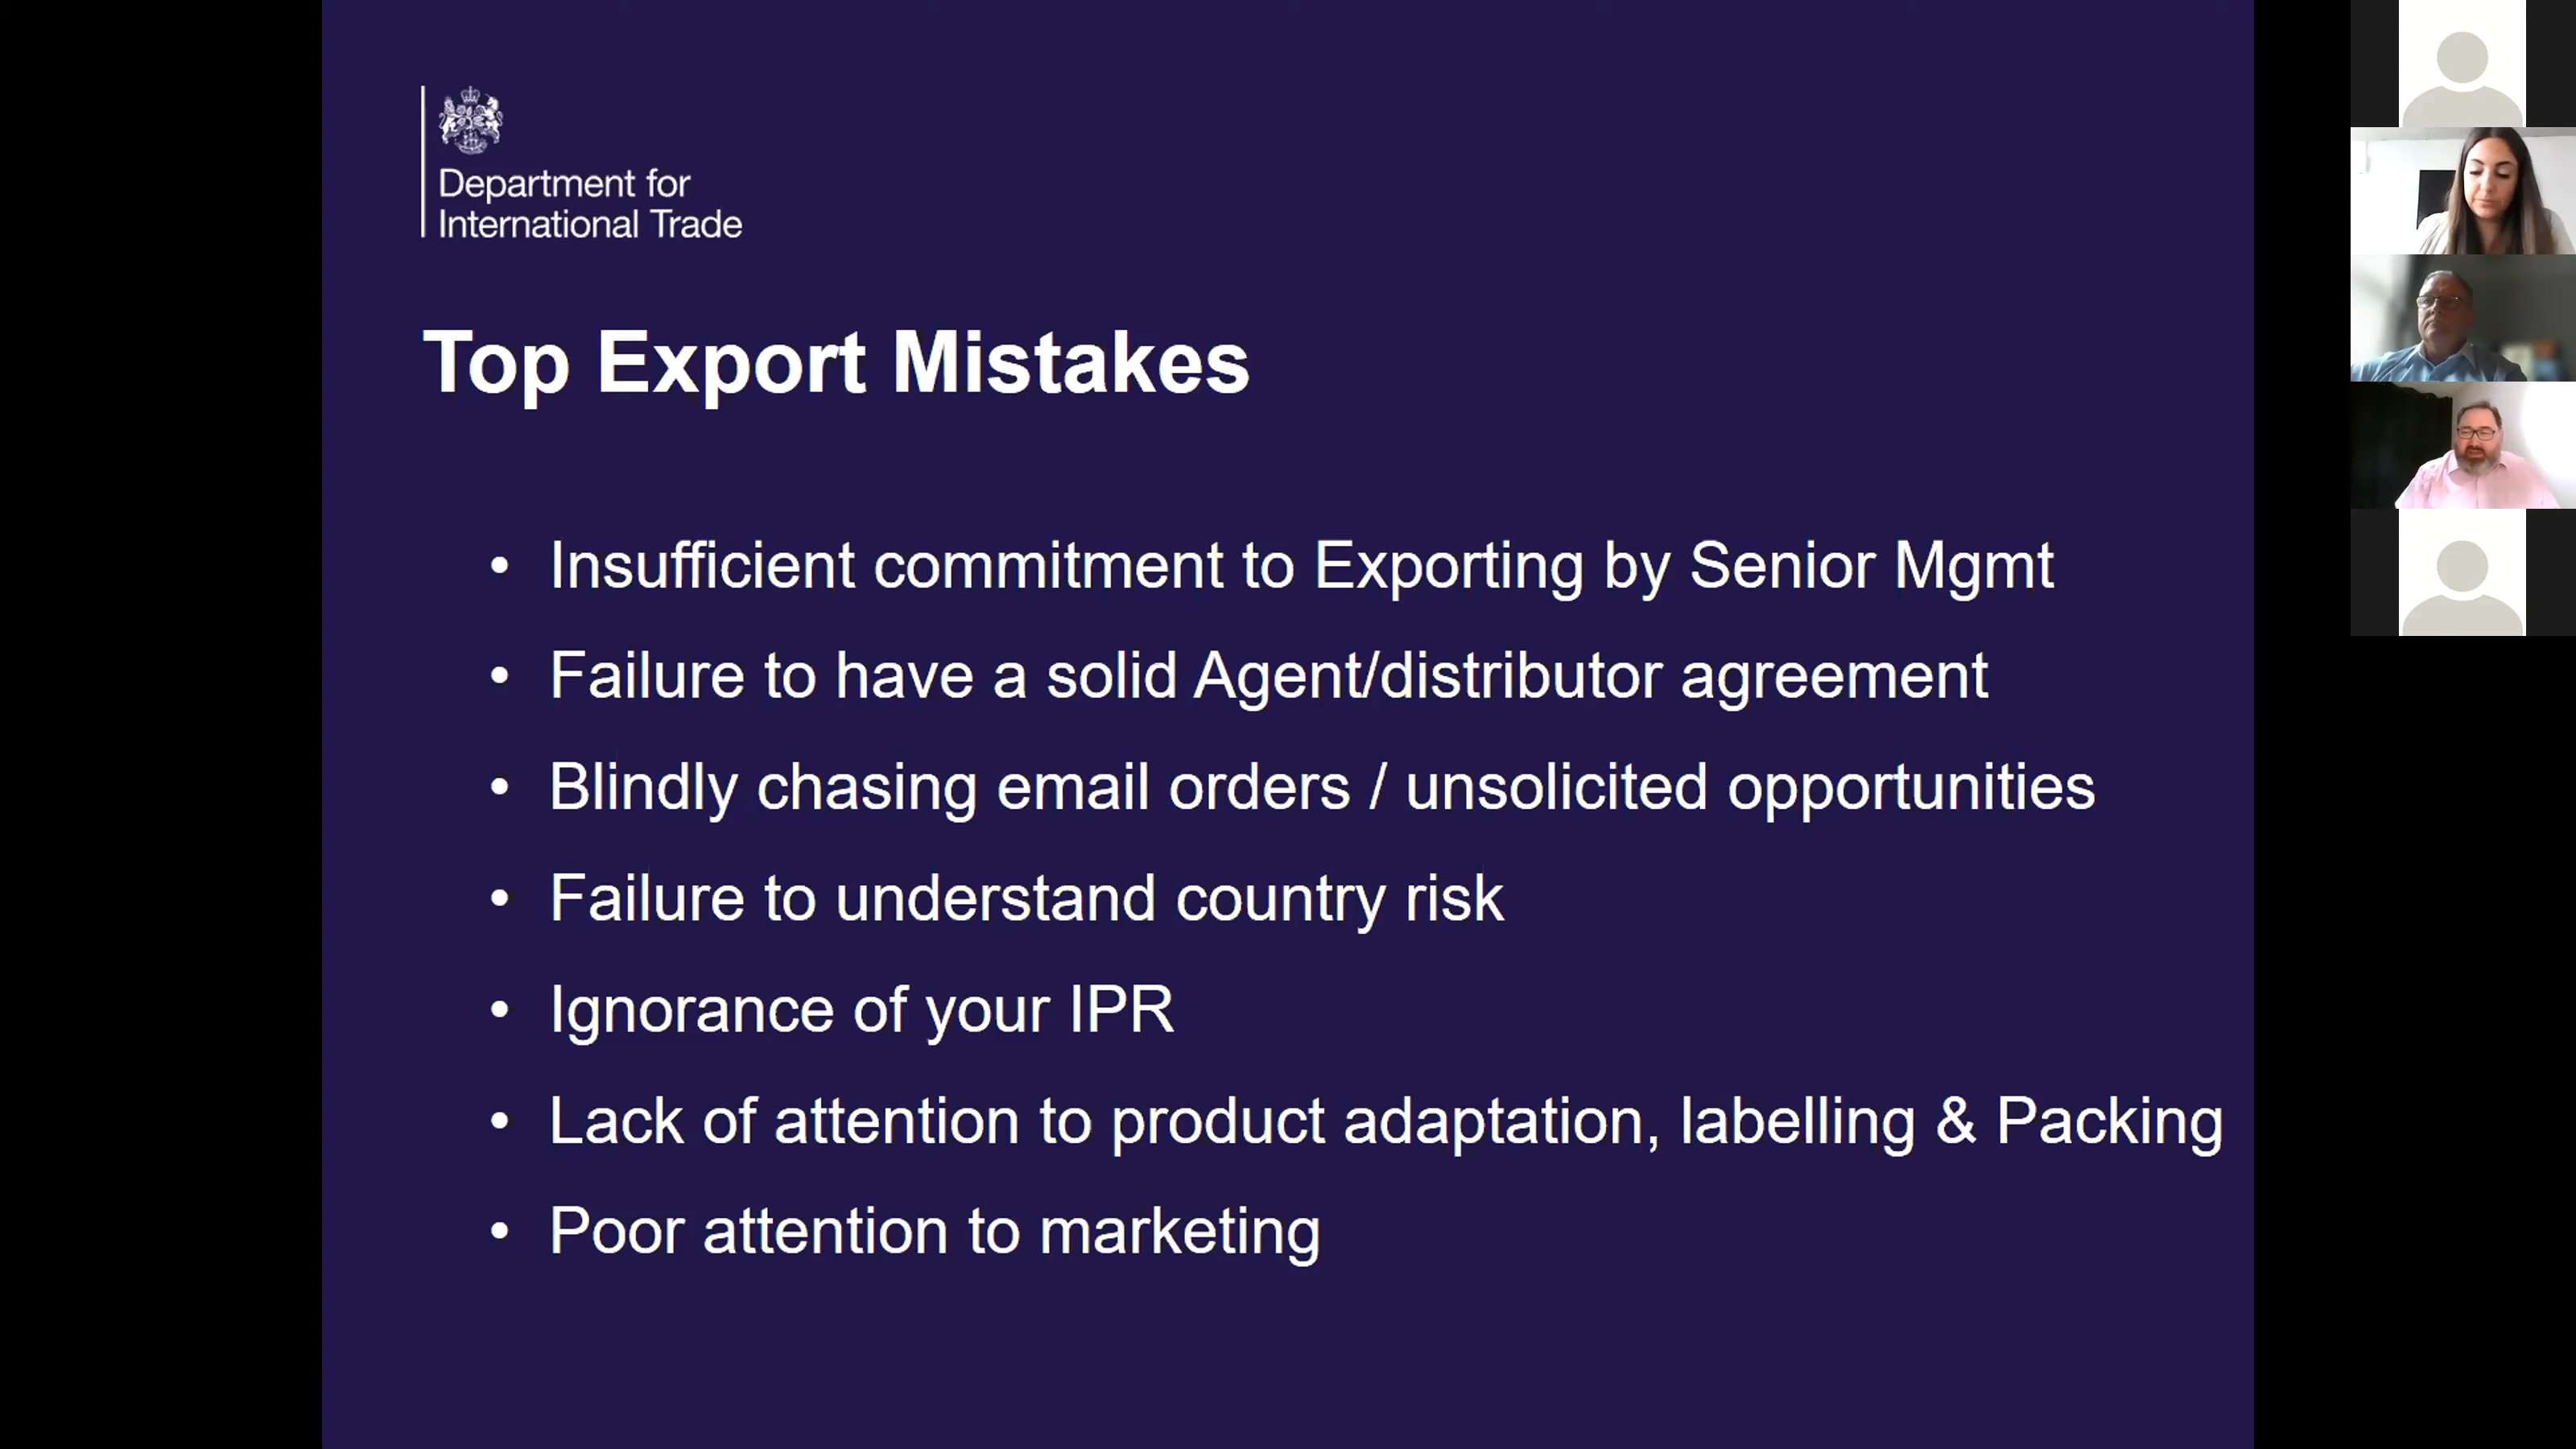 Department for
International Trade
Top Export Mistakes
• Insufficient commitment to Exporting by Senior Mgmt
• Failure to have a solid Agent/distributor agreement
• Blindly chasing email orders / unsolicited opportunities
• Failure to understand country risk
• Ignorance of your IPR
• Lack of attention to product adaptation, labelling & Packing
• Poor attention to marketing